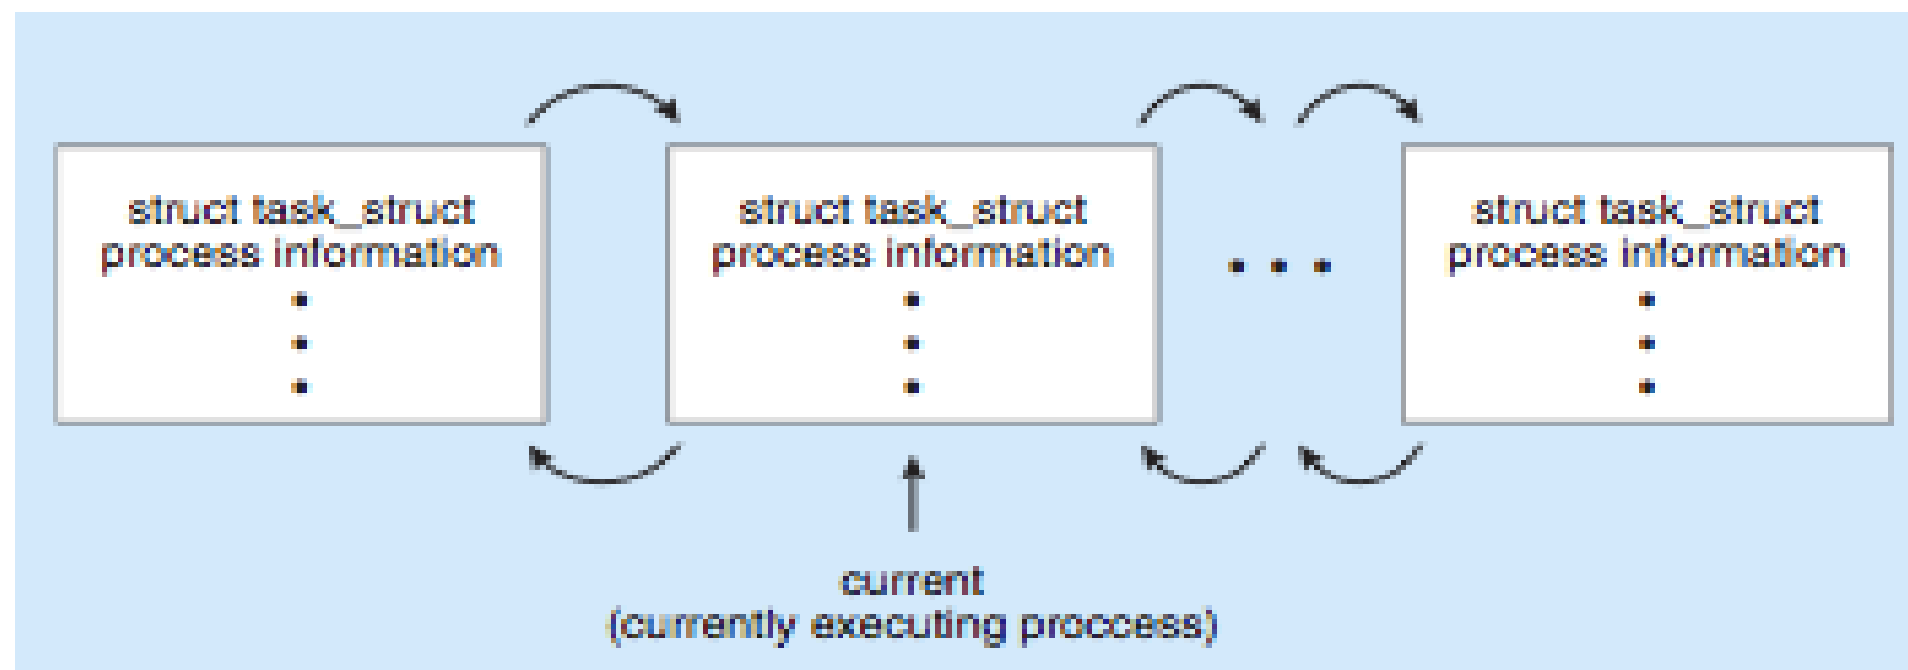 struct task_struct
process information
struct task_struct
process information
. . .
struct task_struct
process information
current
(currently executing proccess)